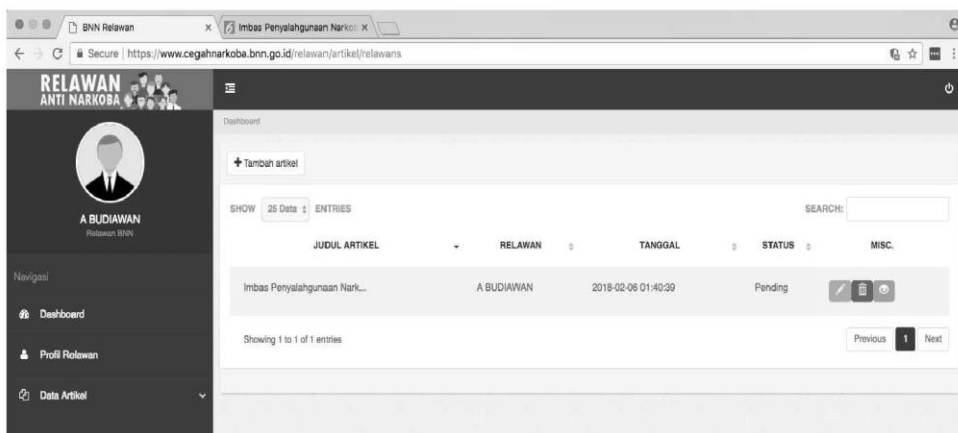 BNN Relawan
Imbas Penyalahgunaan Narkob
Secure | https://www.cegahnarkoba.bnn.go.id/relawan/artikel/relawans
RELAWAN
ANTI NARKOBA
Dashboard
Tambah artikel
A BUDIAWAN
Relawan BNN
SHOW 25 Data ENTRIES SEARCH:
JUDUL ARTIKEL RELAWAN TANGGAL STATUS MISC.
Navigasi
Imbas Penyalahgunaan Nark... A BUDIAWAN 2018-02-06 01:40:39 Pending
Dashboard
Showing 1 to 1 of 1 entries Previous 1 Next
Profil Relawan
Data Artikel